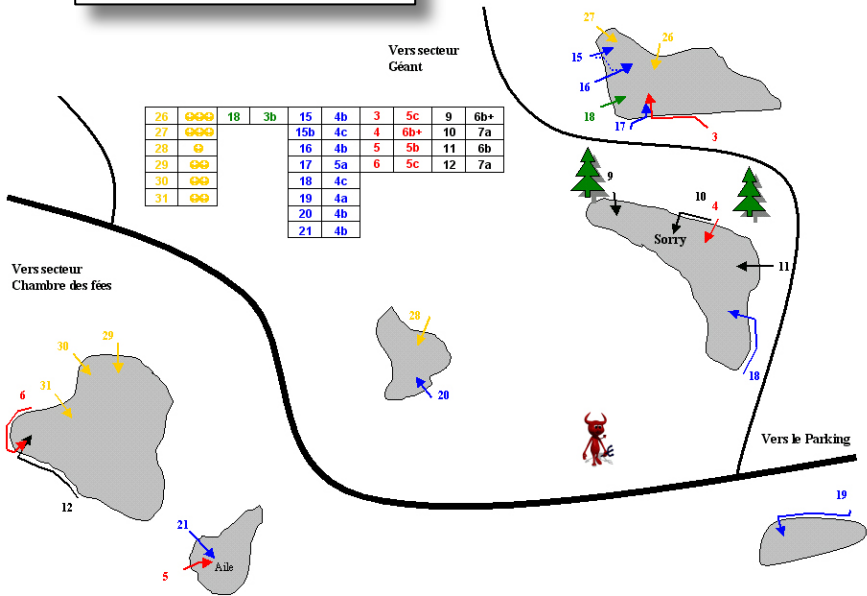 Vers secteur
Géant
27
26
15
16
18
17
3
26 18 3b 15 4b 3 5c 9 6b+
27 15b 4c 4 6b+ 10 7a
28 16 4b 5 5b 11 6b
29 17 5a 6 5c 12 7a
30 18 4c
31 19 4a
20 4b
21 4b
9
10
4
Sorry
11
18
Vers secteur
Chambre des fées
30
29
31
6
12
28
20
Vers le Parking
19
21
5
Aile